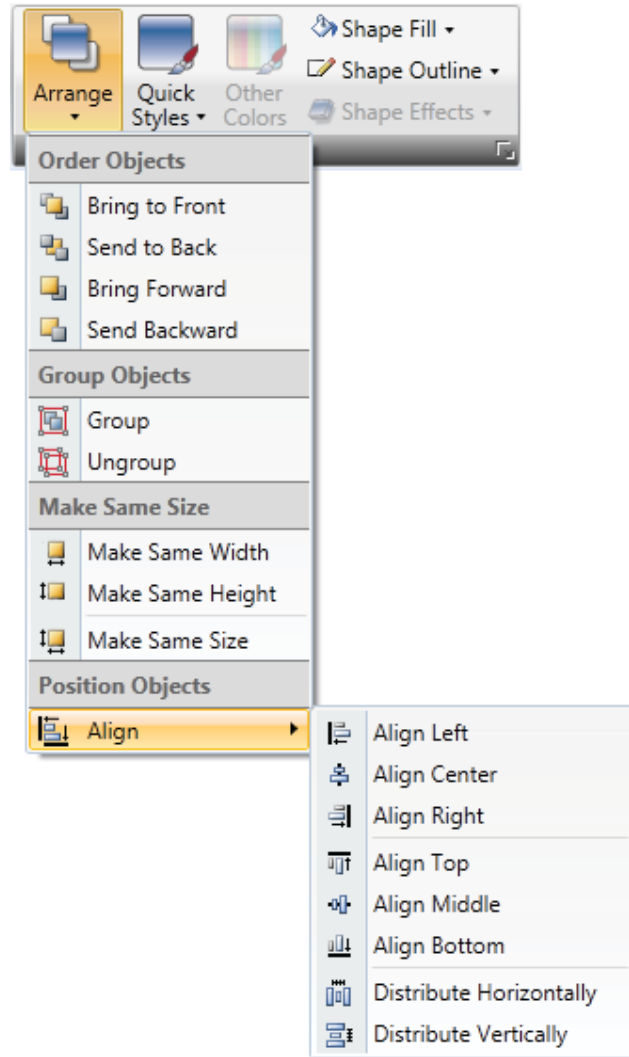 Arrange
Quick
Styles
Other
Colors
Shape Fill
Shape Outline
Shape Effects
Order Objects
Bring to Front
Send to Back
Bring Forward
Send Backward
Group Objects
Group
Ungroup
Make Same Size
Make Same Width
Make Same Height
Make Same Size
Position Objects
Align
Align Left
Align Center
Align Right
Align Top
Align Middle
Align Bottom
Distribute Horizontally
Distribute Vertically